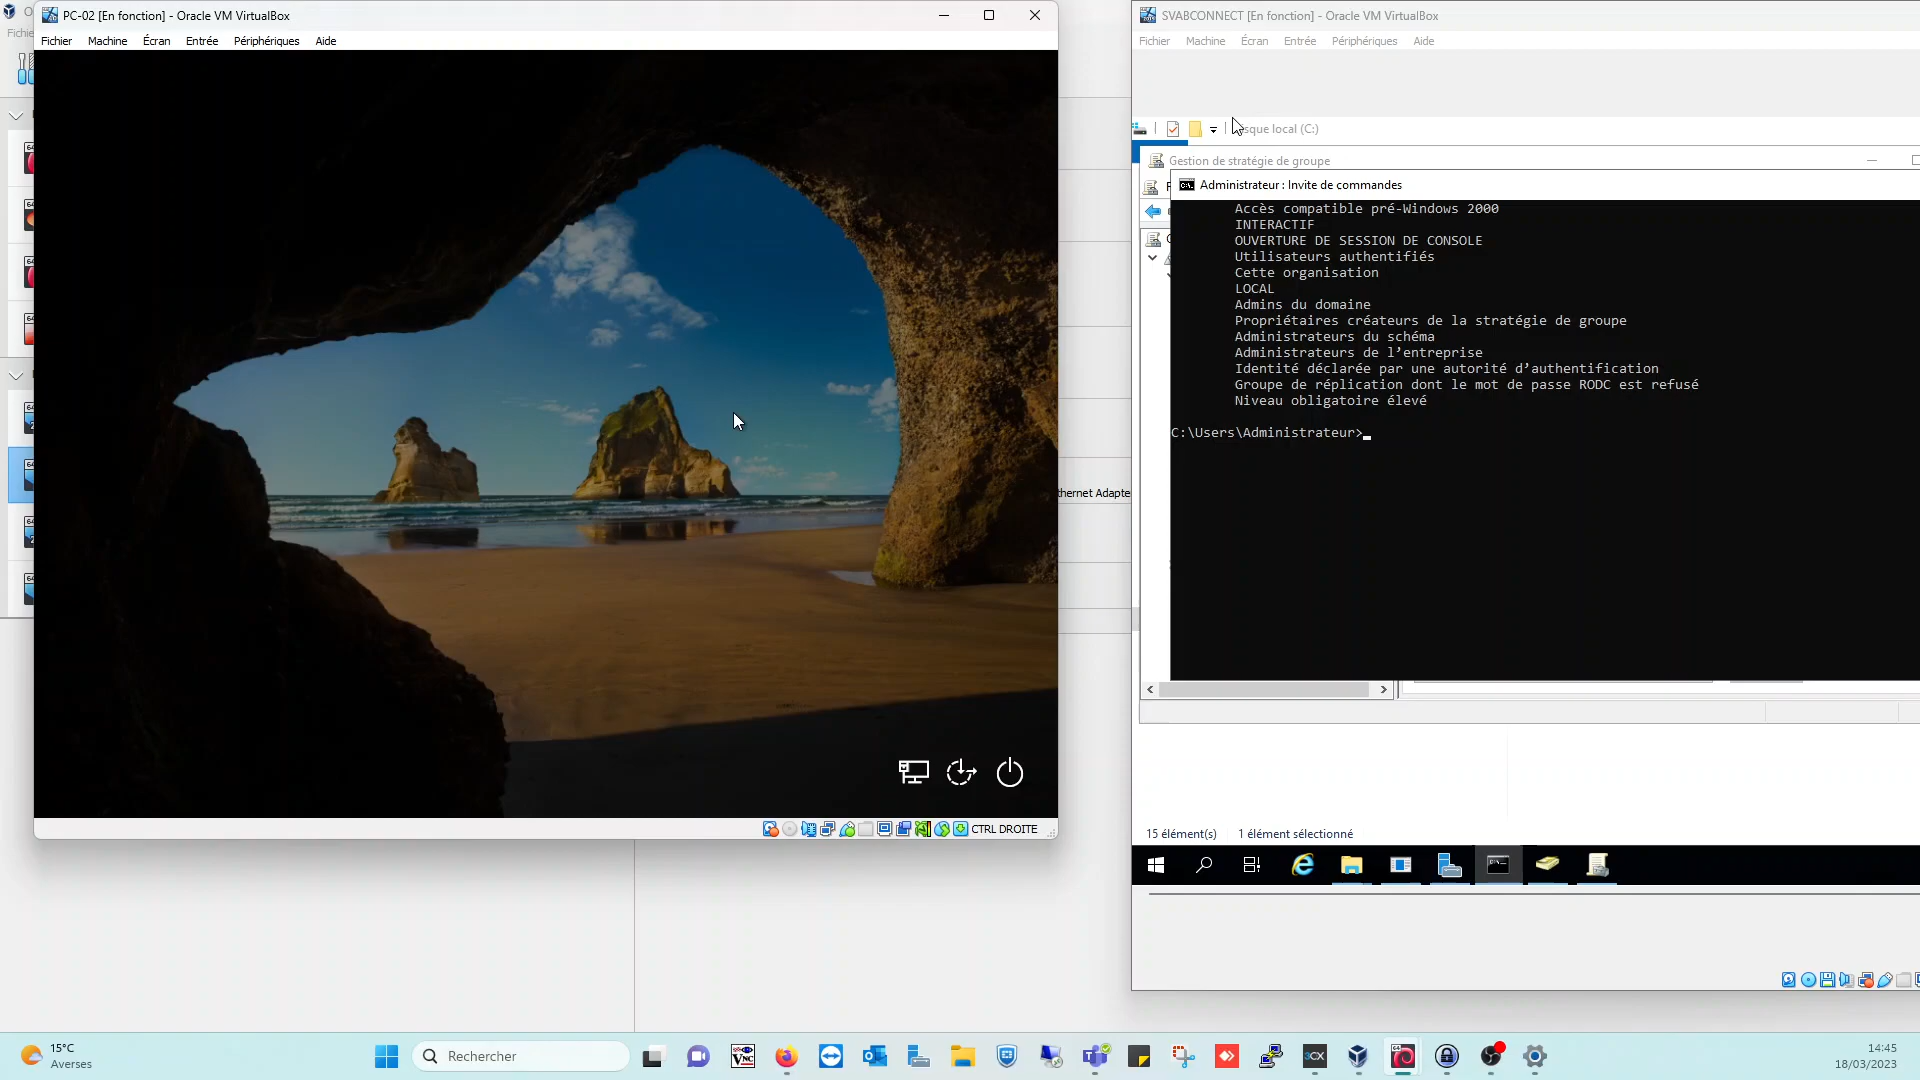 PC-02 [En fonction] - Oracle VM VirtualBox
Fichier Machine Écran Entrée Périphériques Aide
CTRL DROITE
thernet Adapte
SVABCONNECT [En fonction] - Oracle VM VirtualBox
Fichier Machine Écran Entrée Périphériques Aide
sque local (C:)
Gestion de stratégie de groupe
Administrateur : Invite de commandes
Accès compatible pré-Windows 2000
INTERACTIF
OUVERTURE DE SESSION DE CONSOLE
Utilisateurs authentifiés
Cette organisation
LOCAL
Admins du domaine
Propriétaires créateurs de la stratégie de groupe
Administrateurs du schéma
Administrateurs de l’entreprise
Identité déclarée par une autorité d’authentification
Groupe de réplication dont le mot de passe RODC est refusé
Niveau obligatoire élevé
C:\Users\Administrateur>
15 élément(s) 1 élément sélectionné
15°C
Averses
Rechercher
VNC
3CX
14:45
18/03/2023